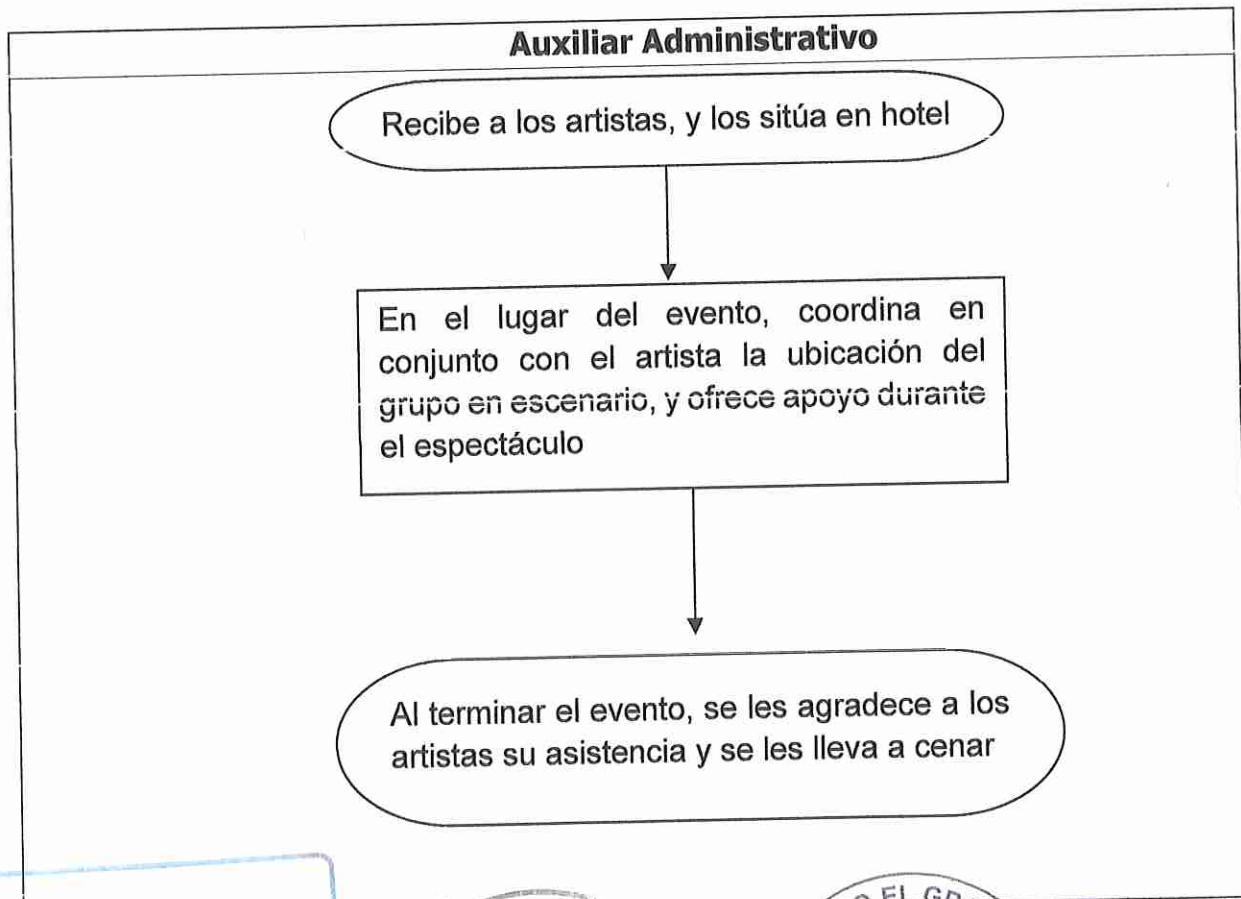 Auxiliar Administrativo
Recibe a los artistas, y los sitúa en hotel
En el lugar del evento, coordina en
conjunto con el artista la ubicación del
grupo en escenario, y ofrece apoyo durante
el espectáculo
Al terminar el evento, se les agradece a los
artistas su asistencia y se les lleva a cenar
EL